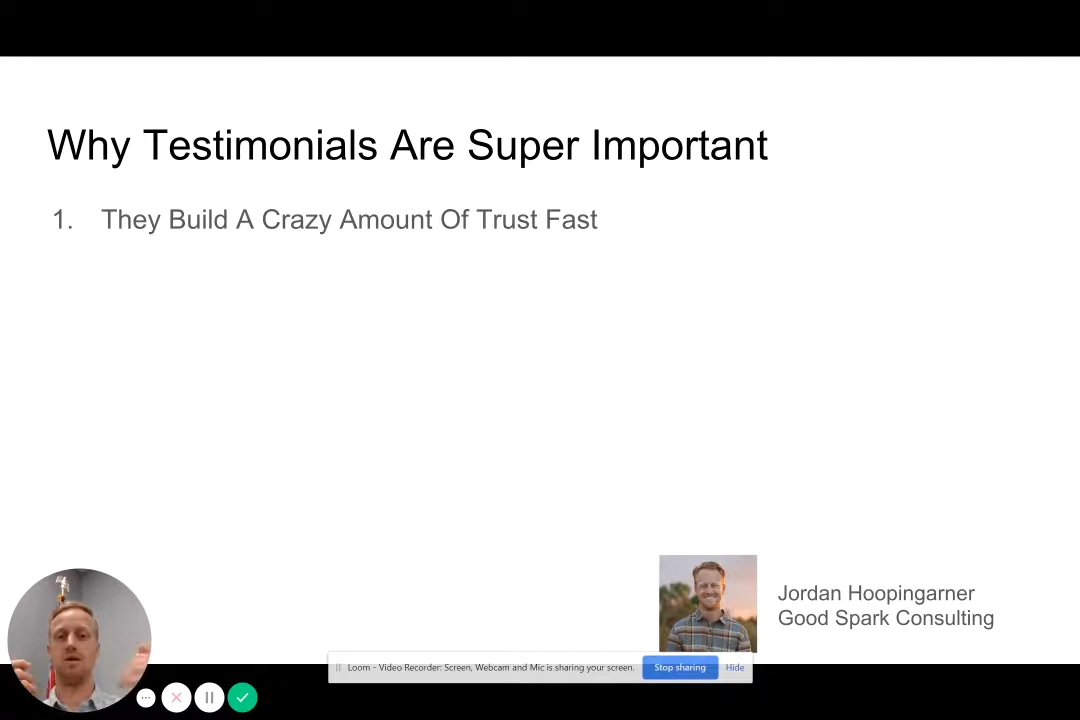 Why Testimonials Are Super Important
1. They Build A Crazy Amount Of Trust Fast
Jordan Hoopingarner
Good Spark Consulting
Loom - Video Recorder: Screen, Webcam and Mic is sharing your screen. Stop sharing Hide